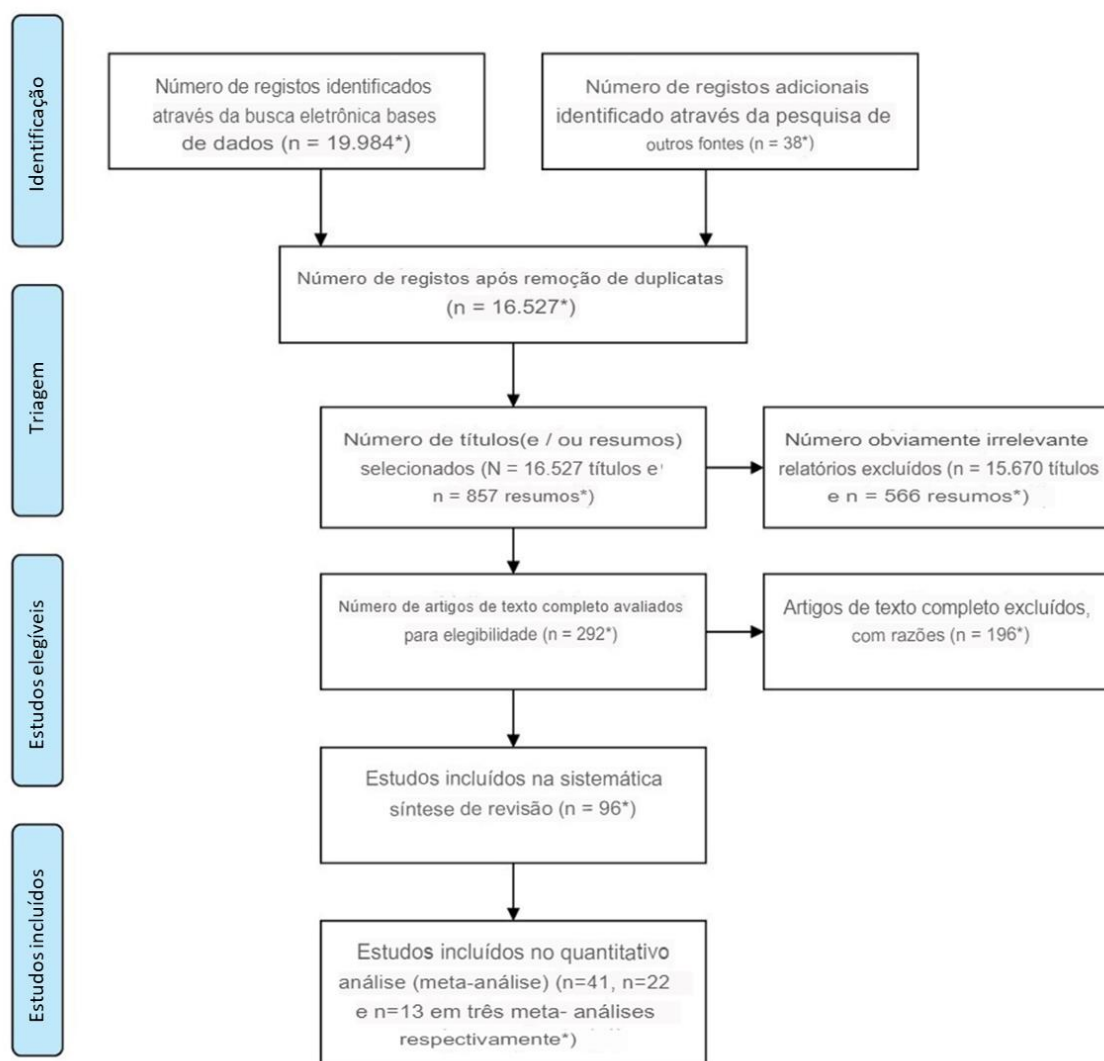 Identificação
Número de registos identificados
através da busca eletrônica bases
de dados (n = 19.984*)
Número de registos adicionais
identificado através da pesquisa de
outros fontes (n = 38*)
Número de registos após remoção de duplicatas
(n = 16.527*)
Triagem
Número de títulos(e / ou resumos)
selecionados (N = 16.527 títulos e
n = 857 resumos*)
Número obviamente irrelevante
relatórios excluídos (n = 15.670 títulos
e n = 566 resumos*)
Estudos elegíveis
Número de artigos de texto completo avaliados
para elegibilidade (n = 292*)
Artigos de texto completo excluídos,
com razões (n = 196*)
Estudos incluídos na sistemática
síntese de revisão (n = 96*)
Estudos incluídos
Estudos incluídos no quantitativo
análise (meta-análise) (n=41, n=22
e n=13 em três meta- análises
respectivamente*)